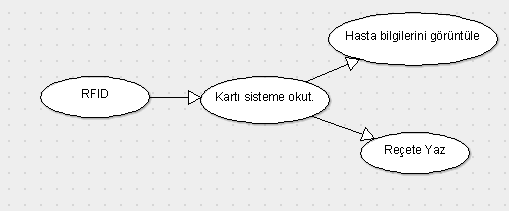 Hasta bilgilerini görüntüle
RFID
Kartı sisteme okut.
Reçete Yaz